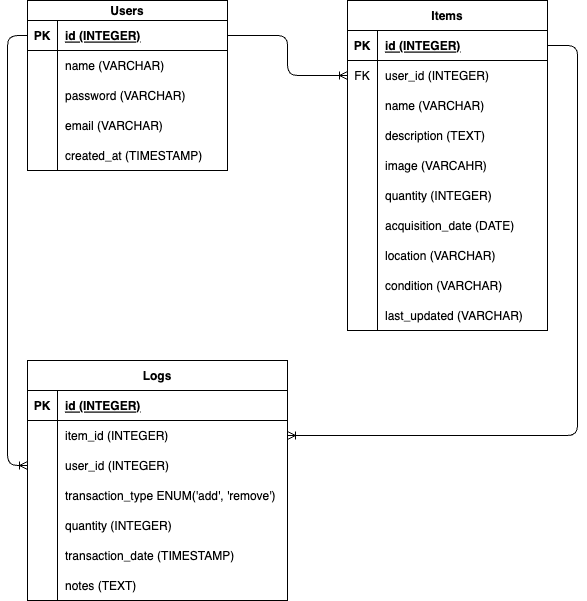 Users
PK id (INTEGER)
name (VARCHAR)
password (VARCHAR)
email (VARCHAR)
created_at (TIMESTAMP)
Items
PK id (INTEGER)
FK user_id (INTEGER)
name (VARCHAR)
description (TEXT)
image (VARCAHR)
quantity (INTEGER)
acquisition_date (DATE)
location (VARCHAR)
condition (VARCHAR)
last_updated (VARCHAR)
Logs
PK id (INTEGER)
item_id (INTEGER)
user_id (INTEGER)
transaction_type ENUM('add', 'remove')
quantity (INTEGER)
transaction_date (TIMESTAMP)
notes (TEXT)